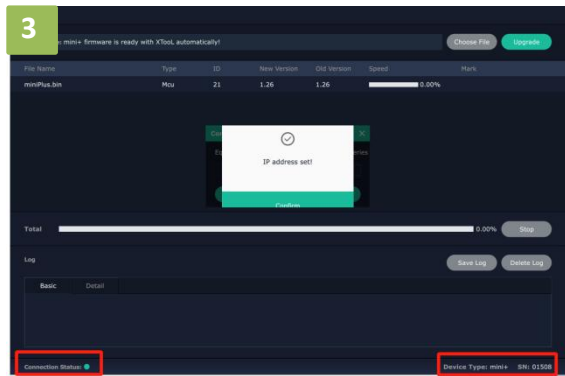 3
mini+ firmware is ready with XTooL automatically!
Choose File
Upgrade
File Name Type ID New Version Old Version Speed Mark
miniPlus.bin Mcu 21 1.26 1.26 0.00%
IP address set!
Confirm
Total 0.00% Stop
Log
Save Log Delete Log
Basic Detail
Connection Status:
Device Type: mini+ SN: 01508